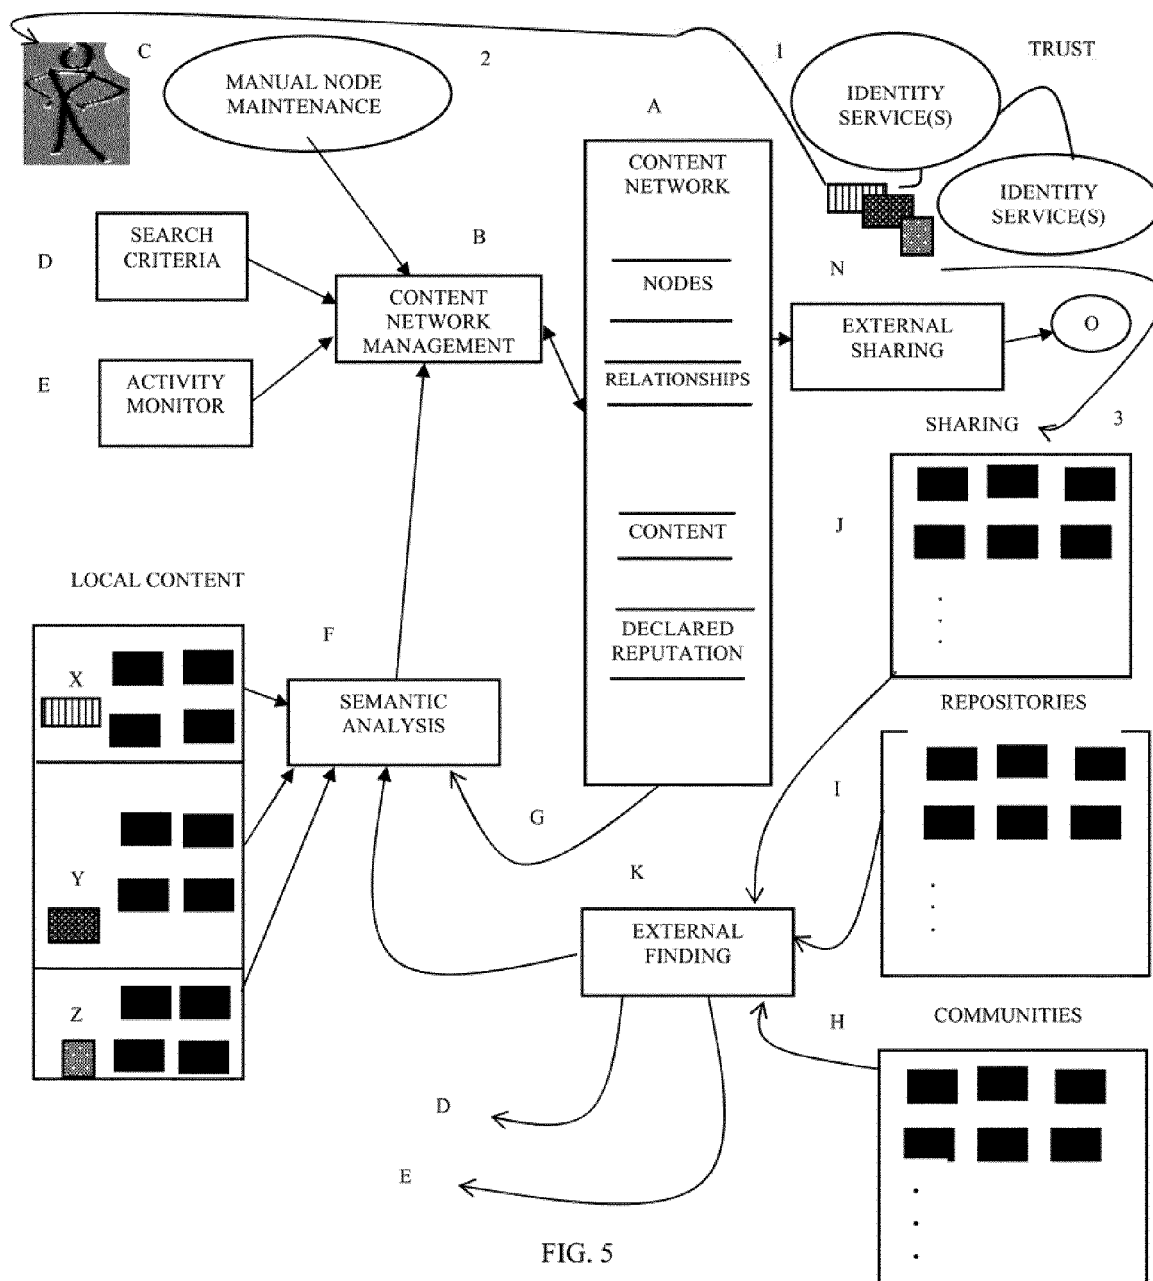 C
MANUAL NODE
MAINTENANCE
2
1
IDENTITY
SERVICE(S)
TRUST
A
CONTENT
NETWORK
IDENTITY
SERVICE(S)
D
SEARCH
CRITERIA
B
N
NODES
CONTENT
NETWORK
MANAGEMENT
EXTERNAL
SHARING
O
E
ACTIVITY
MONITOR
RELATIONSHIPS
SHARING
3
J
CONTENT
LOCAL CONTENT
F
DECLARED
REPUTATION
X
SEMANTIC
ANALYSIS
REPOSITORIES
I
G
Y
K
EXTERNAL
FINDING
Z
H
COMMUNITIES
D
E
FIG. 5